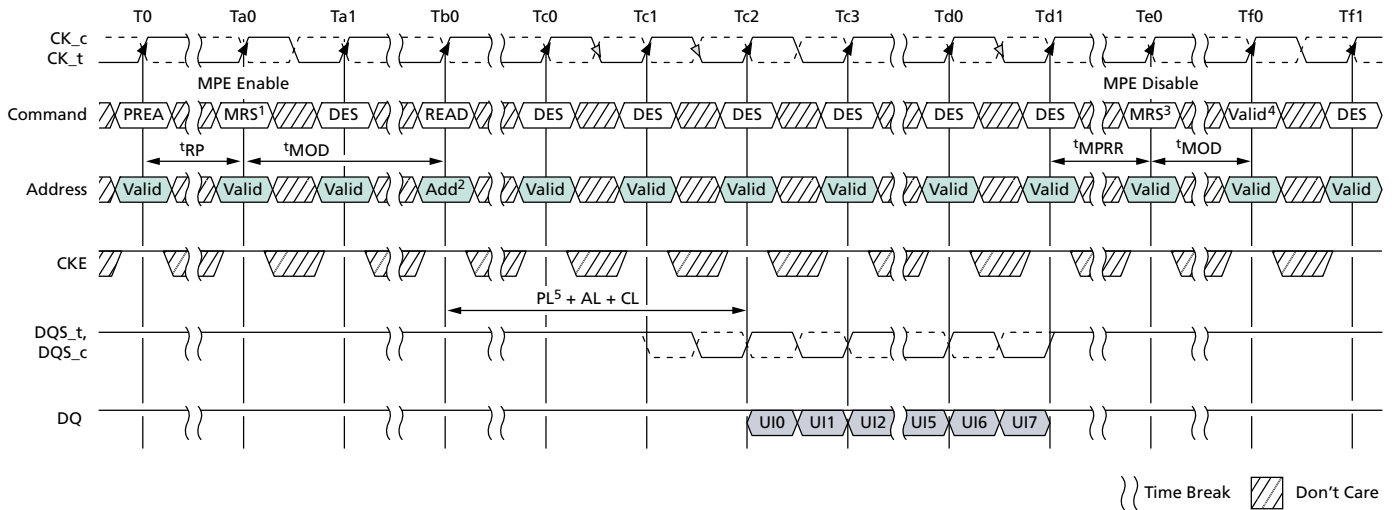 T0 Ta0 Ta1 Tb0 Tc0 Tc1 Tc2 Tc3 Td0 Td1 Te0 Tf0 Tf1
CK_c
CK_t
MPE Enable MPE Disable
Command PREA MRS1 DES READ DES DES DES DES DES DES MRS3 Valid4 DES
tRP tMOD tMPRR tMOD
Address Valid Valid Valid Add2 Valid Valid Valid Valid Valid Valid Valid Valid Valid
CKE
PL5 + AL + CL
DQS_t,
DQS_c
DQ UI0 UI1 UI2 UI5 UI6 UI7
Time Break Don't Care